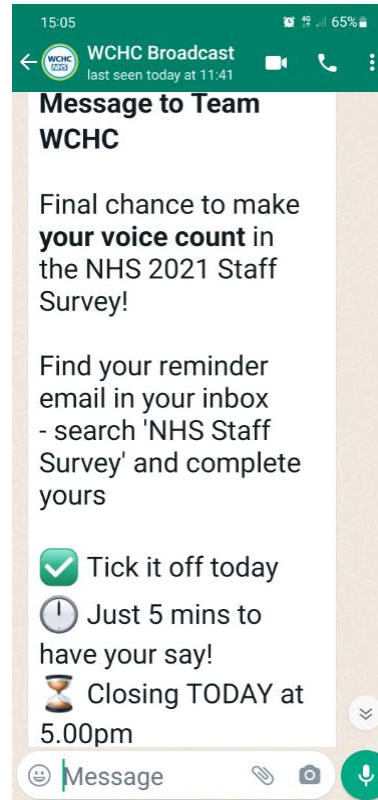 15:05
4G
65%
WCHC
NHS
WCHC Broadcast
last seen today at 11:41
Message to Team
WCHC
Final chance to make
your voice count in
the NHS 2021 Staff
Survey!
Find your reminder
email in your inbox
- search 'NHS Staff
Survey' and complete
yours
✅ Tick it off today
🕛 Just 5 mins to
have your say!
⏳ Closing TODAY at
5.00pm
Message